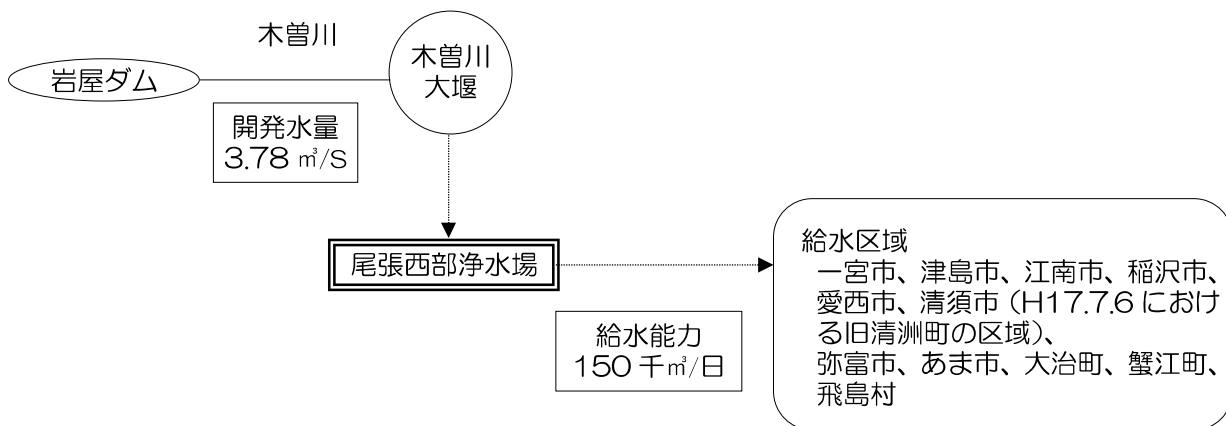 木曽川
岩屋ダム
木曽川
大堰
開発水量
3.78 ㎥/S
尾張西部浄水場
給水能力
150千㎥/日
給水区域
一宮市、津島市、江南市、稲沢市、
愛西市、清須市（H17.7.6 におけ
る旧清洲町の区域）、
弥富市、あま市、大治町、蟹江町、
飛島村